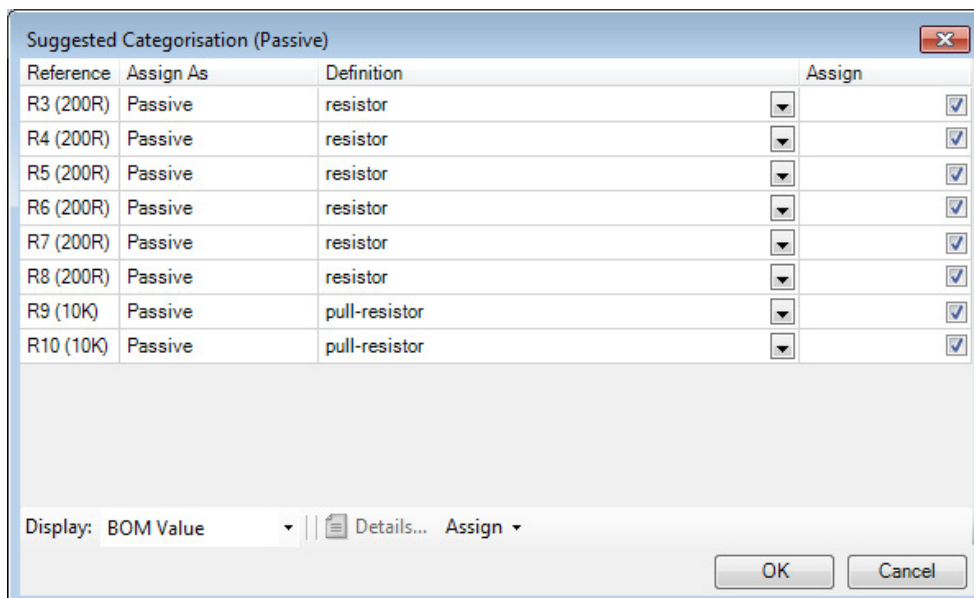 Suggested Categorisation (Passive)
Reference Assign As Definition Assign
R3 (200R) Passive resistor
R4 (200R) Passive resistor
R5 (200R) Passive resistor
R6 (200R) Passive resistor
R7 (200R) Passive resistor
R8 (200R) Passive resistor
R9 (10K) Passive pull-resistor
R10 (10K) Passive pull-resistor
Display: BOM Value Details... Assign
OK Cancel